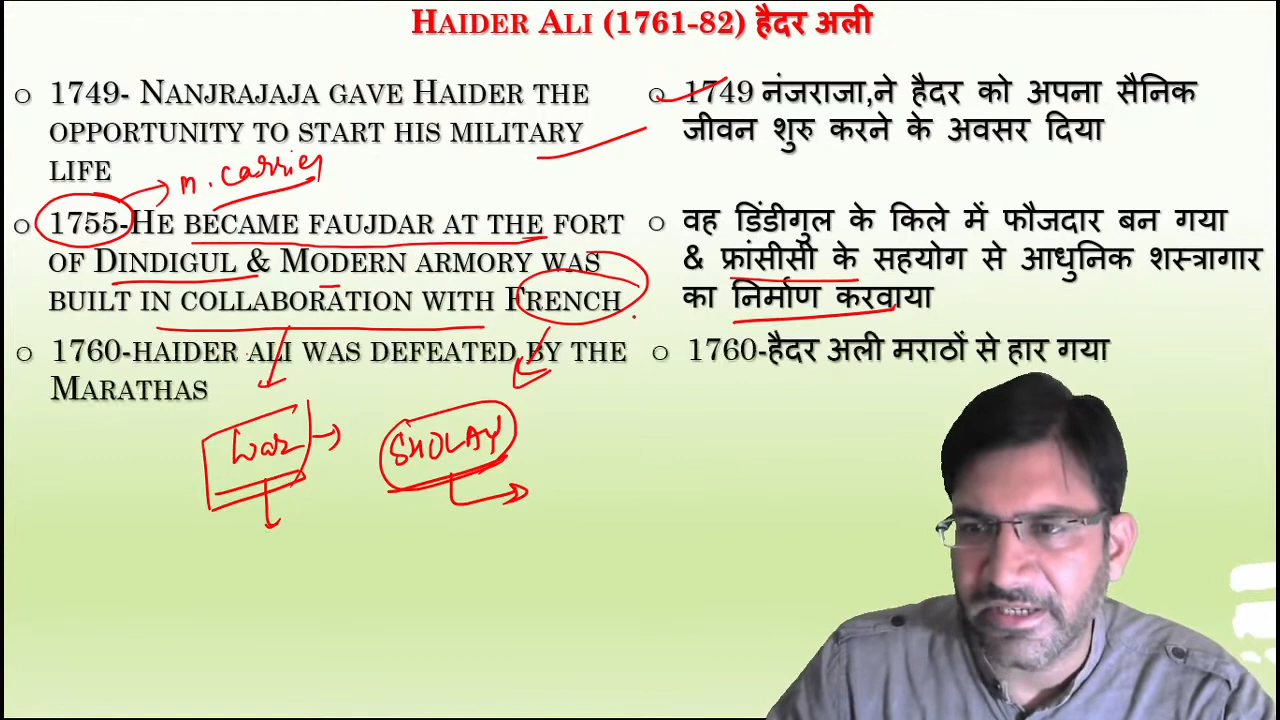 HAIDER ALI (1761-82) हैदर अली
○ 1749- NANJRAJAJA GAVE HAIDER THE
OPPORTUNITY TO START HIS MILITARY
LIFE
n. carrier
○ 1755-HE BECAME FAUJDAR AT THE FORT
OF DINDIGUL & MODERN ARMORY WAS
BUILT IN COLLABORATION WITH FRENCH
○ 1760-HAIDER ALI WAS DEFEATED BY THE
MARATHAS
War
SHOLAY
○ 1749 नंजराजा,ने हैदर को अपना सैनिक
जीवन शुरु करने के अवसर दिया
○ वह डिंडीगुल के किले में फौजदार बन गया
& फ्रांसीसी के सहयोग से आधुनिक शस्त्रागार
का निर्माण करवाया
○ 1760-हैदर अली मराठों से हार गया